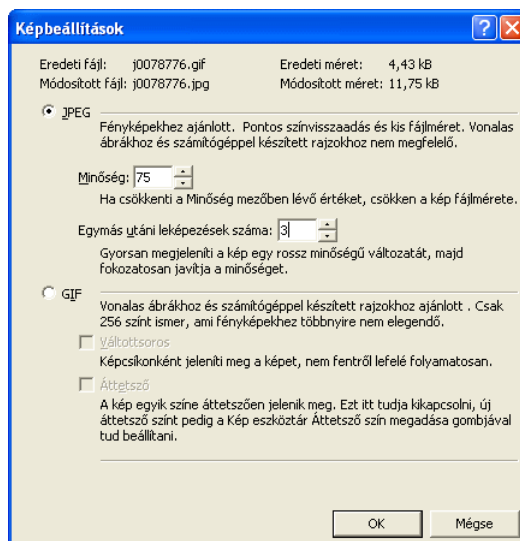 Képbeállítások
Eredeti fájl: j0078776.gif Eredeti méret: 4,43 kB
Módosított fájl: j0078776.jpg Módosított méret: 11,75 kB
JPEG
Fényképekhez ajánlott. Pontos színvisszaadás és kis fájlméret. Vonalas
ábrákhoz és számítógéppel készített rajzokhoz nem megfelelő.
Minőség: 75
Ha csökkenti a Minőség mezőben lévő értéket, csökken a kép fájlmérete.
Egymás utáni leképezések száma: 3
Gyorsan megjeleníti a kép egy rossz minőségű változatát, majd
fokozatosan javítja a minőséget.
GIF
Vonalas ábrákhoz és számítógéppel készített rajzokhoz ajánlott . Csak
256 színt ismer, ami fényképekhez többnyire nem elegendő.
Váltottsoros
Képcsíkonként jeleníti meg a képet, nem fentről lefelé folyamatosan.
Áttetsző
A kép egyik színe áttetszően jelenik meg. Ezt itt tudja kikapcsolni, új
áttetsző színt pedig a Kép eszköztár Áttetsző szín megadása gombjával
tud beállítani.
OK Mégse